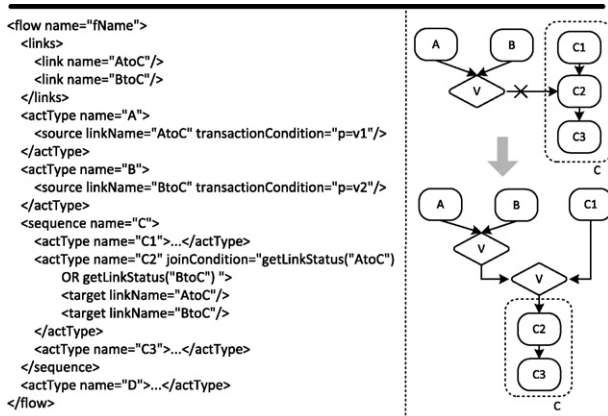 <flow name="fName">
<links>
<link name="AtoC"/>
<link name="BtoC"/>
</links>
<actType name="A">
<source linkName="AtoC" transactionCondition="p=v1"/>
</actType>
<actType name="B">
<source linkName="BtoC" transactionCondition="p=v2"/>
</actType>
<sequence name="C">
<actType name="C1">...</actType>
<actType name="C2" joinCondition="getLinkStatus("AtoC")
OR getLinkStatus("BtoC") ">
<target linkName="AtoC"/>
<target linkName="BtoC"/>
</actType>
<actType name="C3">...</actType>
</sequence>
<actType name="D">...</actType>
</flow>
A B C1
V C2
C3
C
A B C1
V
V
C2
C3
C